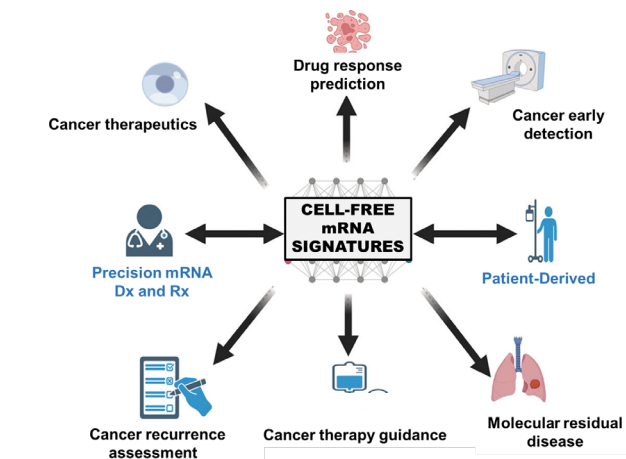 Drug response
prediction
Cancer therapeutics
Cancer early
detection
CELL-FREE
mRNA
SIGNATURES
Precision mRNA
Dx and Rx
Patient-Derived
Cancer recurrence
assessment
Cancer therapy guidance
Molecular residual
disease